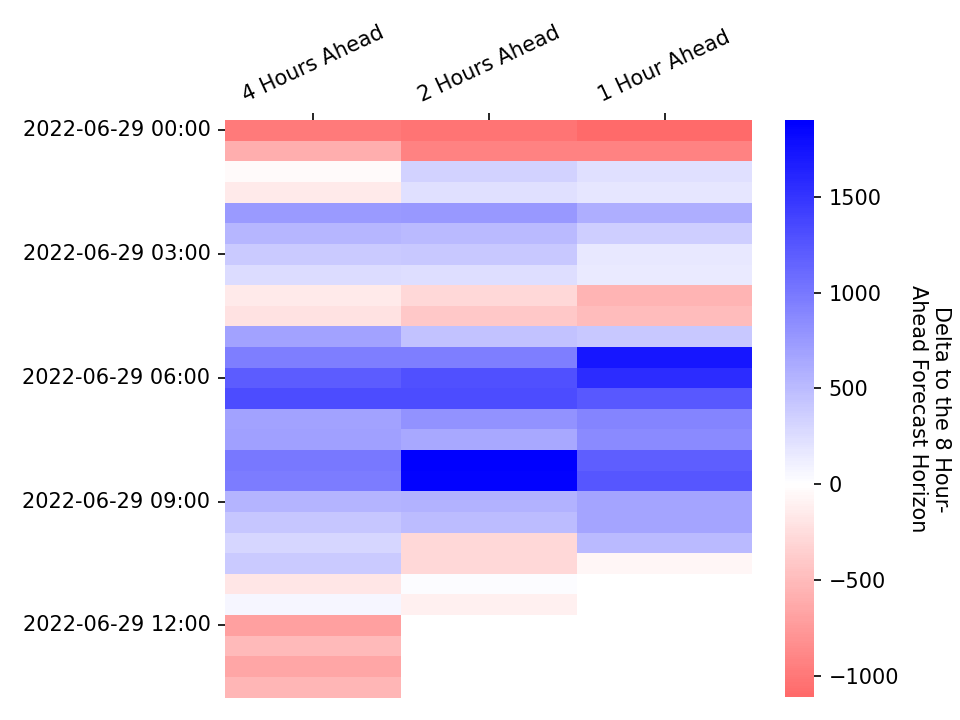 4 Hours Ahead
2 Hours Ahead
1 Hour Ahead
2022-06-29 00:00
2022-06-29 03:00
2022-06-29 06:00
2022-06-29 09:00
2022-06-29 12:00
1500
1000
500
0
−500
−1000
Delta to the 8 Hour-
Ahead Forecast Horizon